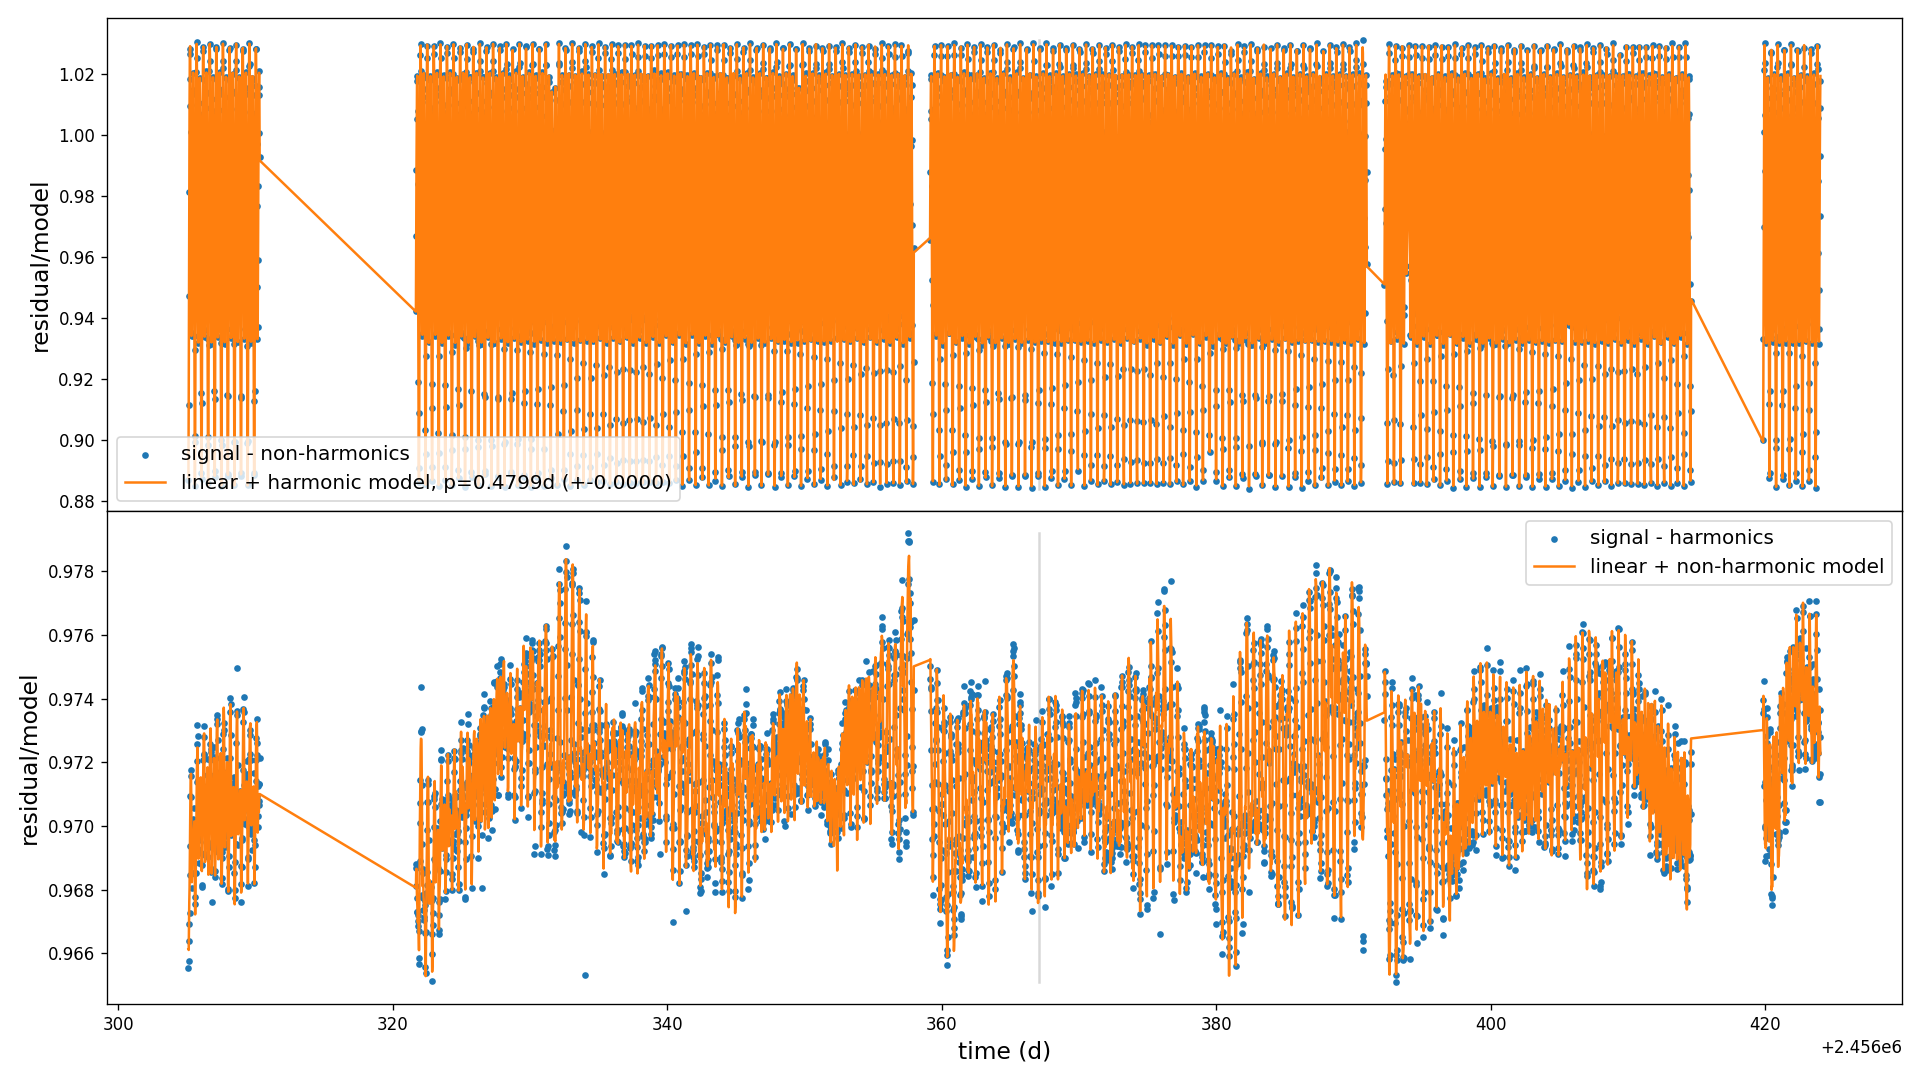 residual/model
1.02
1.00
0.98
0.96
0.94
0.92
0.90
0.88
signal - non-harmonics
linear + harmonic model, p=0.4799d (+-0.0000)
residual/model
0.978
0.976
0.974
0.972
0.970
0.968
0.966
signal - harmonics
linear + non-harmonic model
300
320
340
360
380
400
420
time (d)
+2.456e6